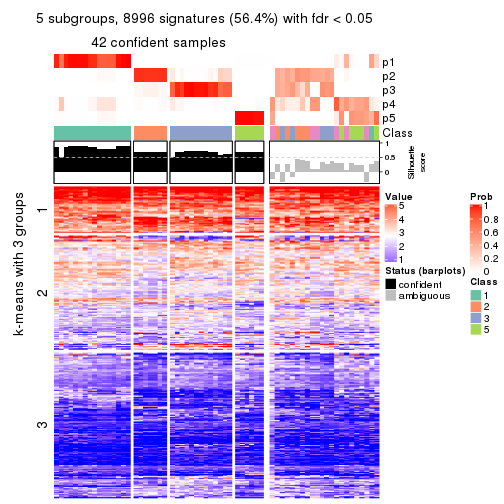 5 subgroups, 8996 signatures (56.4%) with fdr < 0.05
42 confident samples
p1
p2
p3
p4
p5
Class
1
0.5
0
Silhouette
score
k-means with 3 groups
1
2
3
Value
5
4
3
2
1
Status (barplots)
confident
ambiguous
Prob
1
0.8
0.6
0.4
0.2
0
Class
1
2
3
5